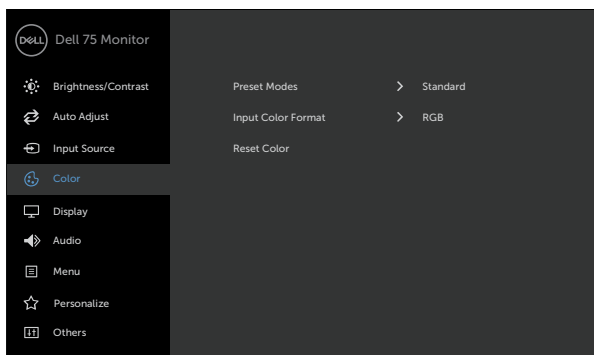 DELL Dell 75 Monitor
Brightness/Contrast
Preset Modes > Standard
Auto Adjust
Input Color Format > RGB
Input Source
Reset Color
Color
Display
Audio
Menu
Personalize
Others